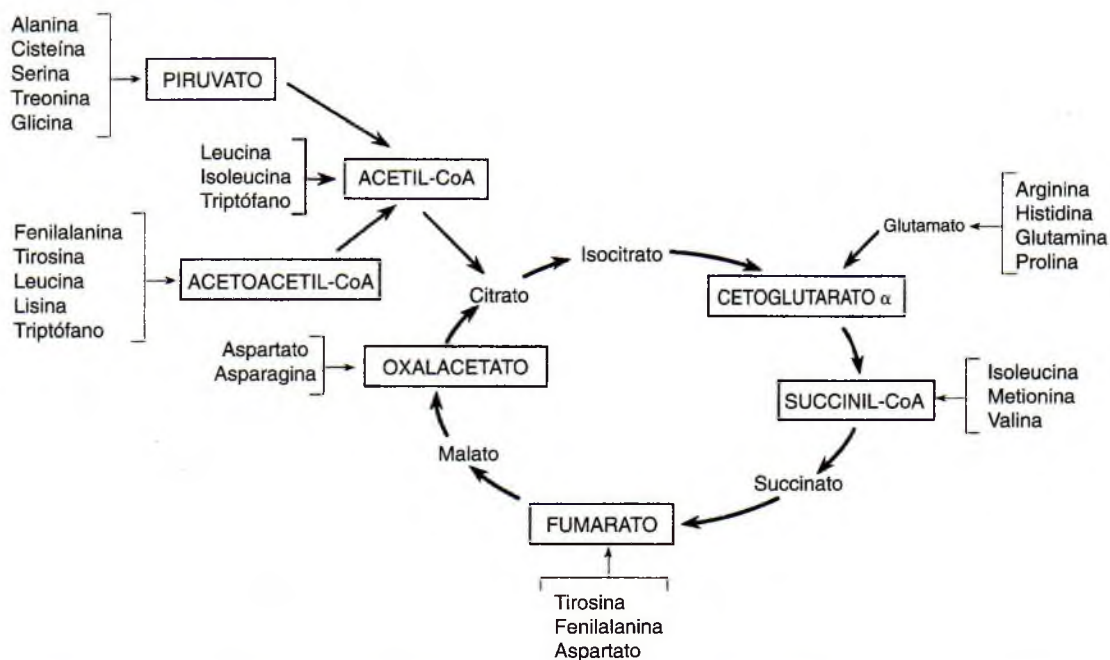 Alanina
Cisteína
Serina
Treonina
Glicina
PIRUVATO
Leucina
Isoleucina
Triptófano
ACETIL-CoA
Fenilalanina
Tirosina
Leucina
Lisina
Triptófano
ACETOACETIL-CoA
Citrato
Isocitrato
Glutamato
Arginina
Histidina
Glutamina
Prolina
CETOGLUTARATO α
Aspartato
Asparagina
OXALACETATO
SUCCINIL-CoA
Isoleucina
Metionina
Valina
Malato
Succinato
FUMARATO
Tirosina
Fenilalanina
Aspartato